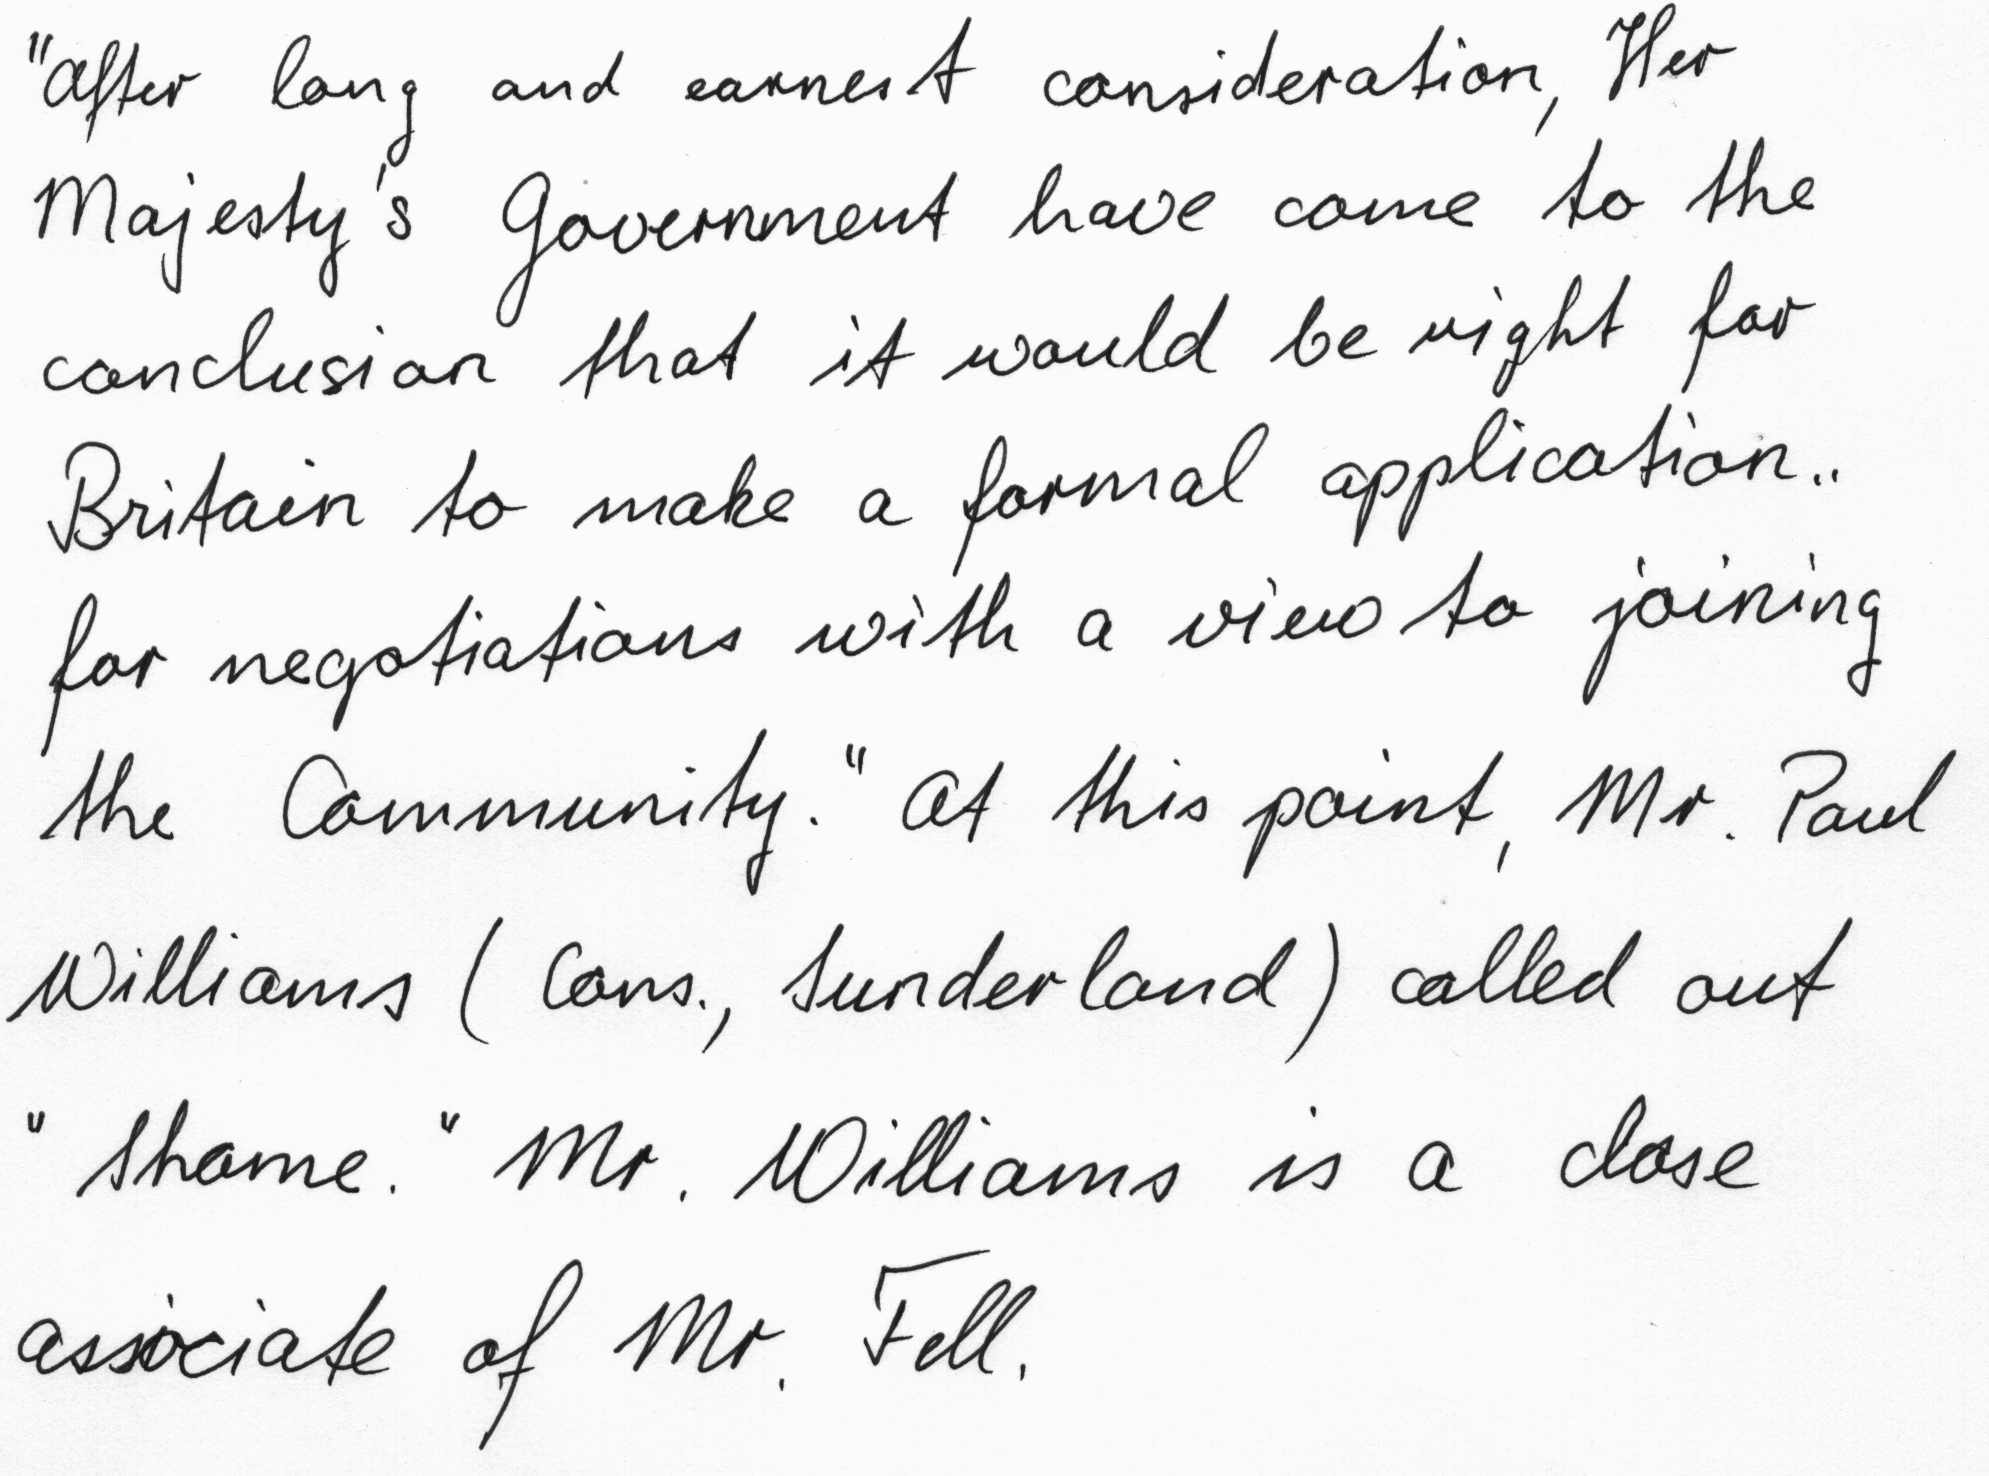 "After long and earnest consideration, Her
Majesty's Government have come to the
conclusion that it would be right for
Britain to make a formal application..
for negotiations with a view to joining
the Community." At this point, Mr. Paul
Williams (Cons., Sunderland) called out
"Shame." Mr. Williams is a close
associate of Mr. Fell.